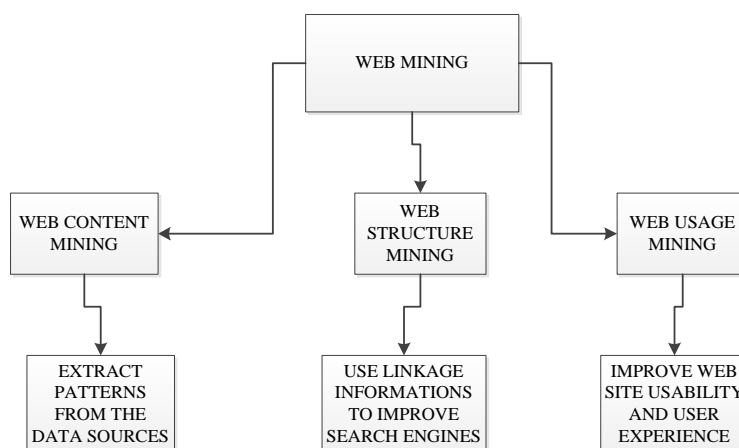 WEB MINING
WEB CONTENT
MINING
WEB
STRUCTURE
MINING
WEB USAGE
MINING
EXTRACT
PATTERNS
FROM THE
DATA SOURCES
USE LINKAGE
INFORMATIONS
TO IMPROVE
SEARCH ENGINES
IMPROVE WEB
SITE USABILITY
AND USER
EXPERIENCE